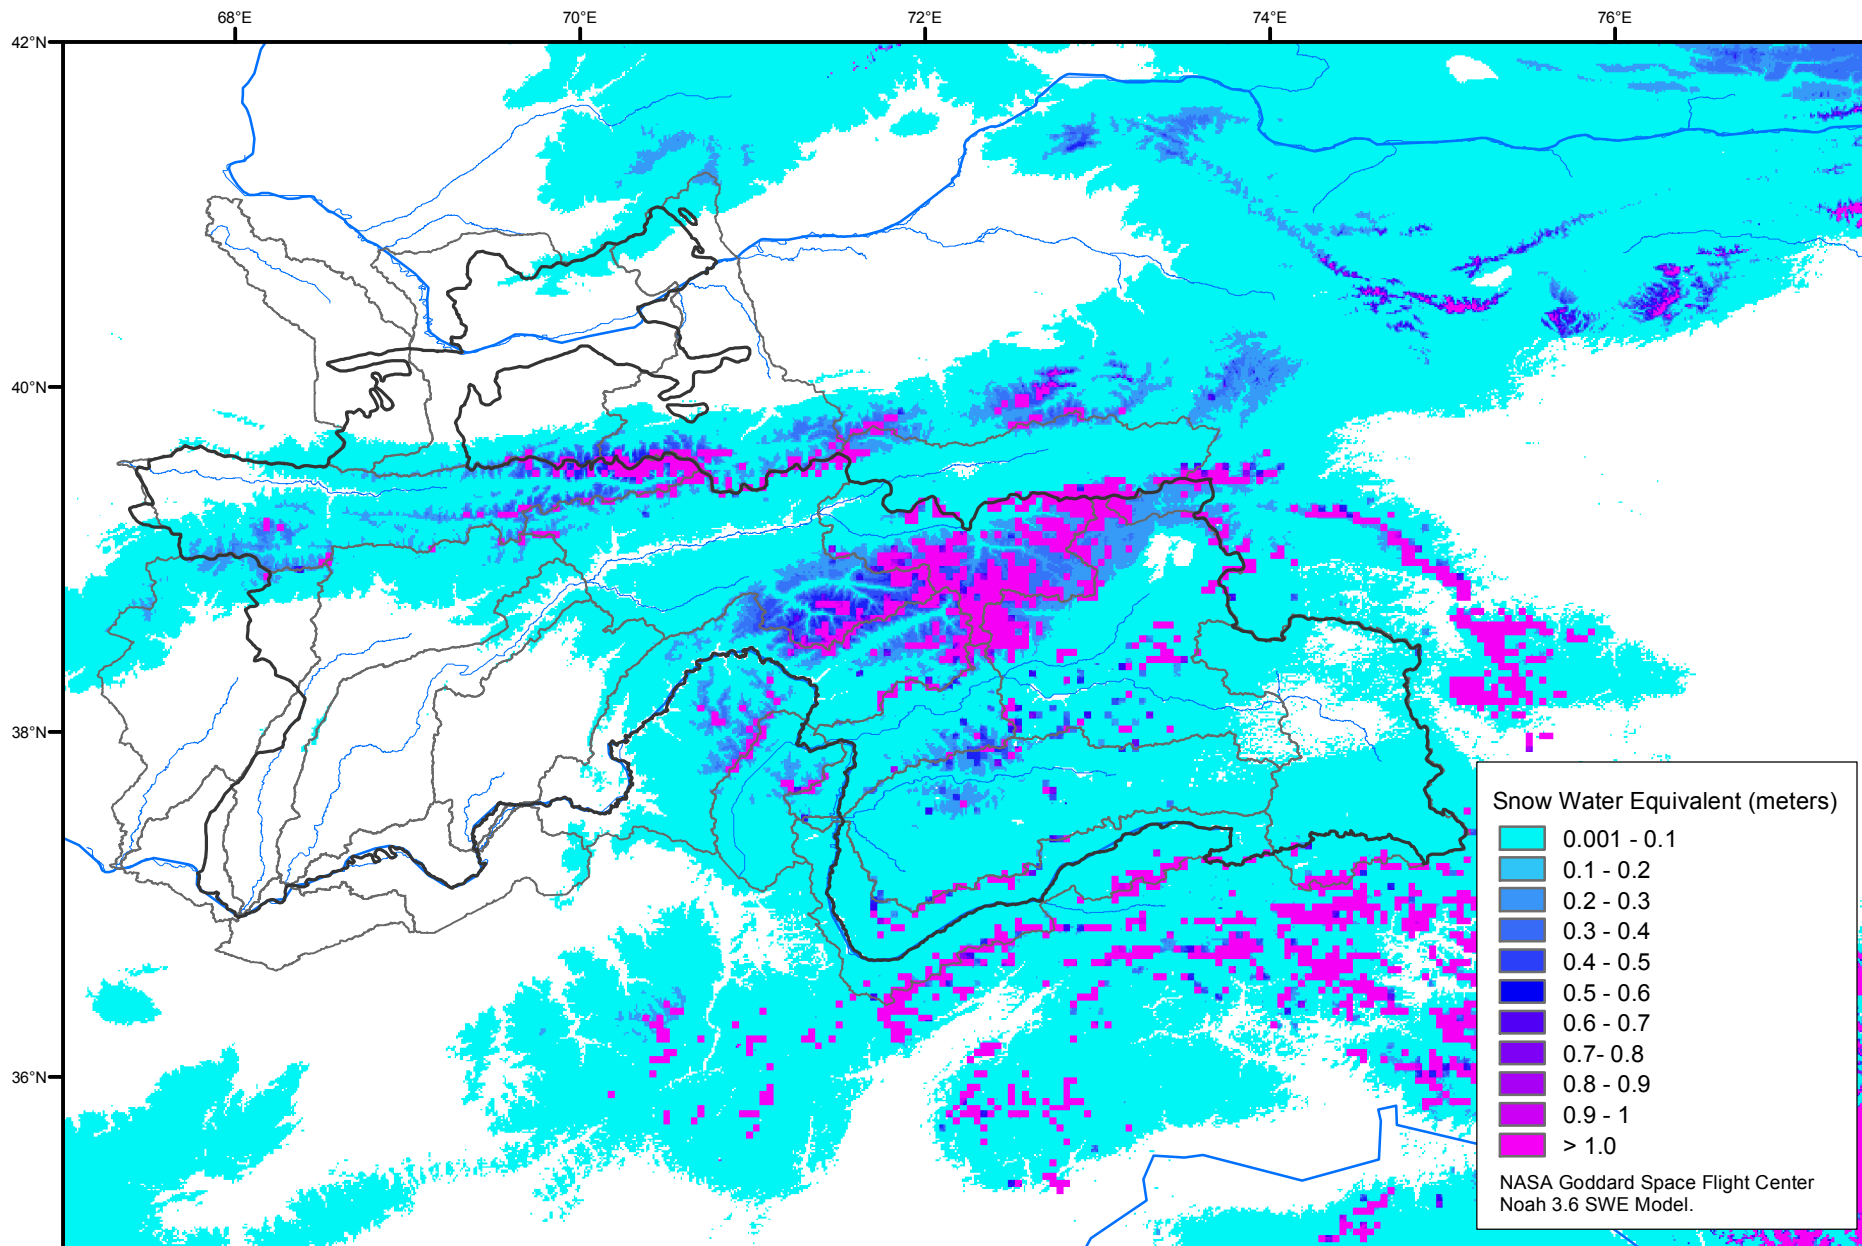 68°E 70°E 72°E 74°E 76°E
42°N
40°N
38°N
36°N
Snow Water Equivalent (meters)
0.001 - 0.1
0.1 - 0.2
0.2 - 0.3
0.3 - 0.4
0.4 - 0.5
0.5 - 0.6
0.6 - 0.7
0.7- 0.8
0.8 - 0.9
0.9 - 1
> 1.0
NASA Goddard Space Flight Center
Noah 3.6 SWE Model.